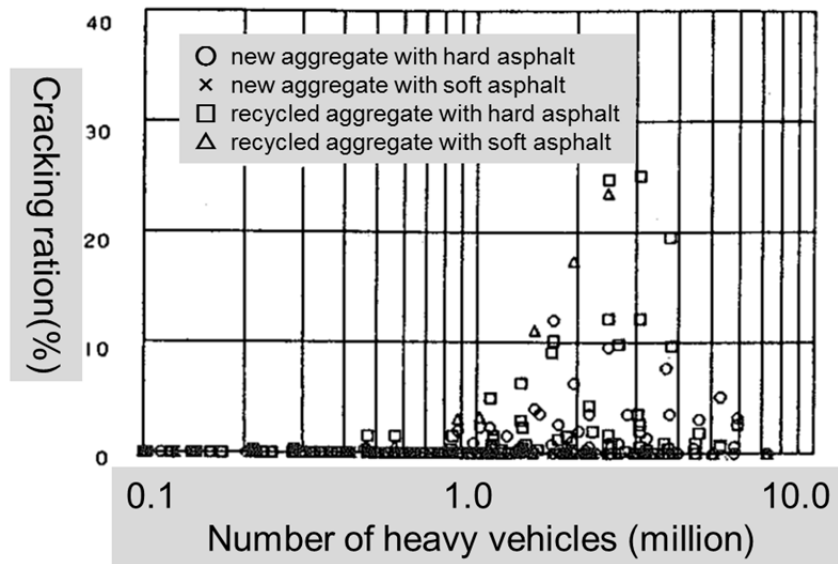 40
30
20
10
0
Cracking ration(%)
○ new aggregate with hard asphalt
× new aggregate with soft asphalt
□ recycled aggregate with hard asphalt
△ recycled aggregate with soft asphalt
0.1 1.0 10.0
Number of heavy vehicles (million)